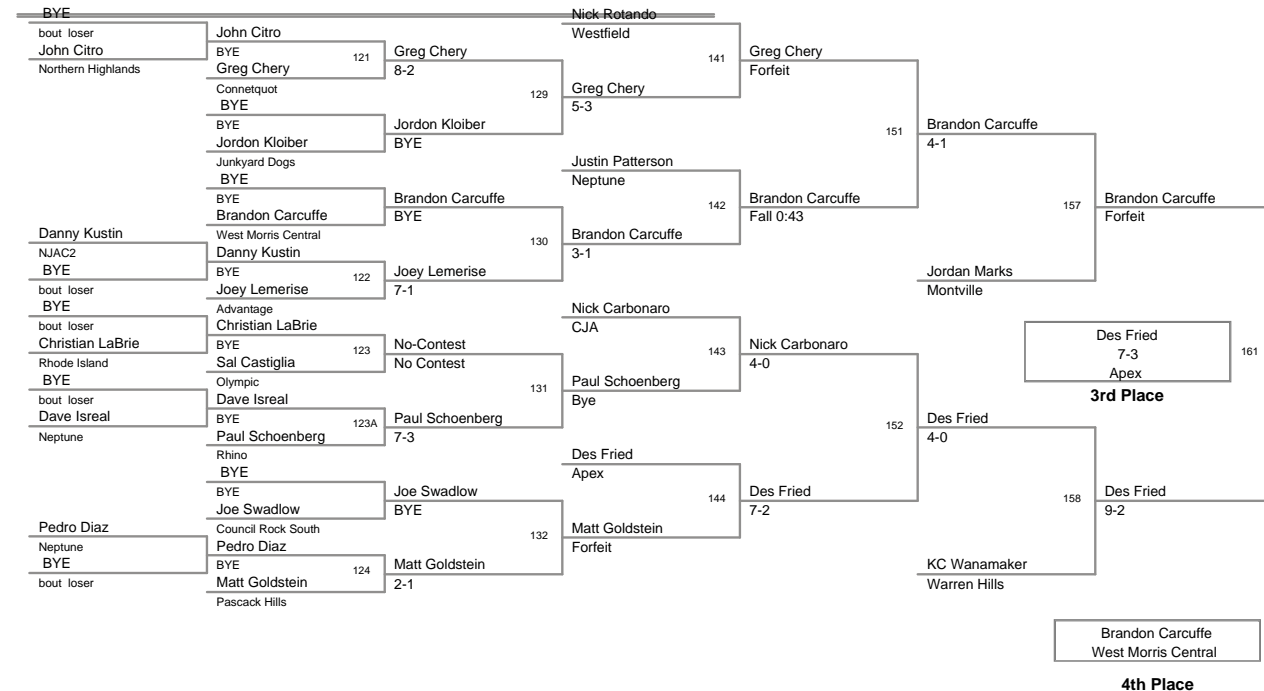 BYE
bout loser
John Citro
Northern Highlands
John Citro
BYE
121
Greg Chery
Connetquot
BYE
BYE
Jordon Kloiber
Junkyard Dogs
BYE
BYE
Brandon Carcuffe
West Morris Central
Danny Kustin
NJAC2
BYE
bout loser
Danny Kustin
BYE
122
Joey Lemerise
Advantage
BYE
bout loser
Christian LaBrie
Rhode Island
Christian LaBrie
BYE
123
Sal Castiglia
Olympic
BYE
bout loser
Dave Isreal
Neptune
Dave Isreal
BYE
123A
Paul Schoenberg
Rhino
BYE
BYE
Joe Swadlow
Council Rock South
Pedro Diaz
Neptune
BYE
bout loser
Pedro Diaz
BYE
124
Matt Goldstein
Pascack Hills
Greg Chery
8-2
129
Jordon Kloiber
BYE
Brandon Carcuffe
BYE
130
Joey Lemerise
7-1
No-Contest
No Contest
131
Paul Schoenberg
7-3
Joe Swadlow
BYE
132
Matt Goldstein
2-1
Nick Rotando
Westfield
141
Greg Chery
5-3
Justin Patterson
Neptune
142
Brandon Carcuffe
3-1
Nick Carbonaro
CJA
143
Paul Schoenberg
Bye
Des Fried
Apex
144
Matt Goldstein
Forfeit
Greg Chery
Forfeit
151
Brandon Carcuffe
Fall 0:43
Nick Carbonaro
4-0
152
Des Fried
7-2
Brandon Carcuffe
4-1
157
Jordan Marks
Montville
Des Fried
4-0
158
KC Wanamaker
Warren Hills
Brandon Carcuffe
Forfeit
Des Fried
7-3
Apex
161
3rd Place
Des Fried
9-2
Brandon Carcuffe
West Morris Central
4th Place